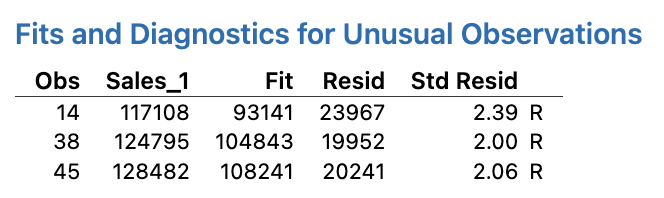 Fits and Diagnostics for Unusual Observations
Obs Sales_1 Fit Resid Std Resid
14 117108 93141 23967 2.39 R
38 124795 104843 19952 2.00 R
45 128482 108241 20241 2.06 R